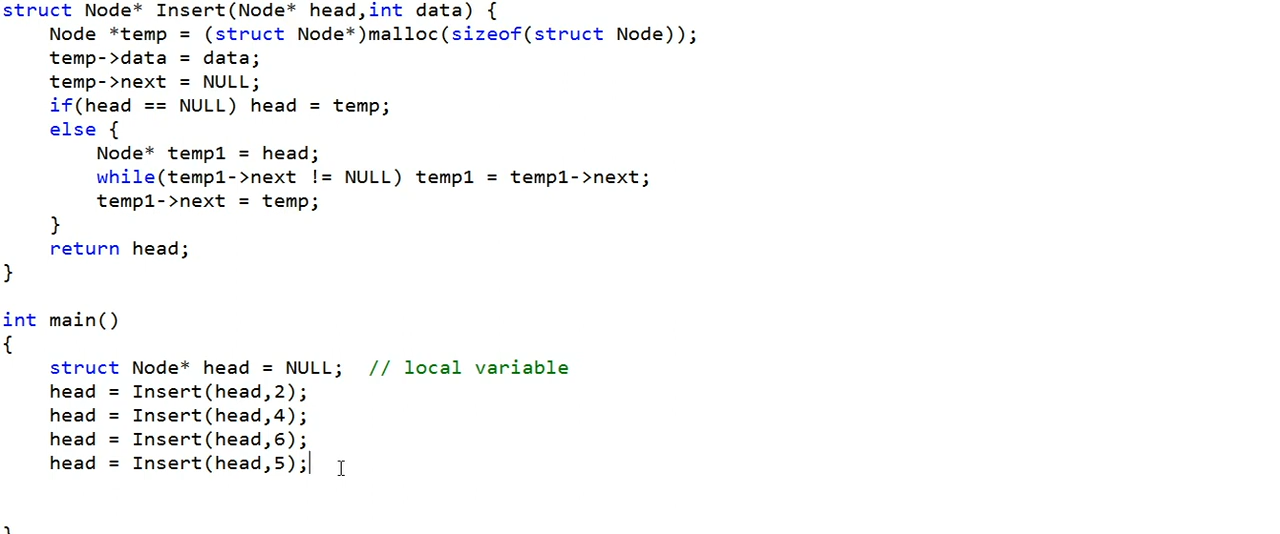 struct Node* Insert(Node* head,int data) {
    Node *temp = (struct Node*)malloc(sizeof(struct Node));
    temp->data = data;
    temp->next = NULL;
    if(head == NULL) head = temp;
    else {
        Node* temp1 = head;
        while(temp1->next != NULL) temp1 = temp1->next;
        temp1->next = temp;
    }
    return head;
}

int main()
{
    struct Node* head = NULL;  // local variable
    head = Insert(head,2);
    head = Insert(head,4);
    head = Insert(head,6);
    head = Insert(head,5);
}